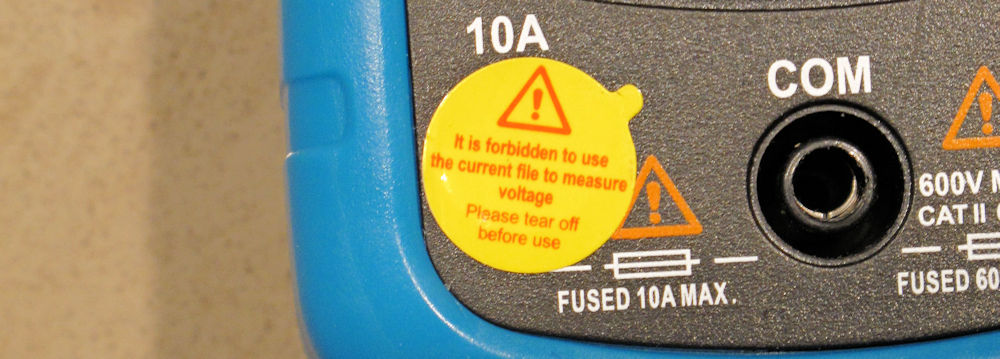 10A
It is forbidden to use
the current file to measure
voltage
Please tear off
before use
FUSED 10A MAX.
COM
600V
CAT II
FUSED